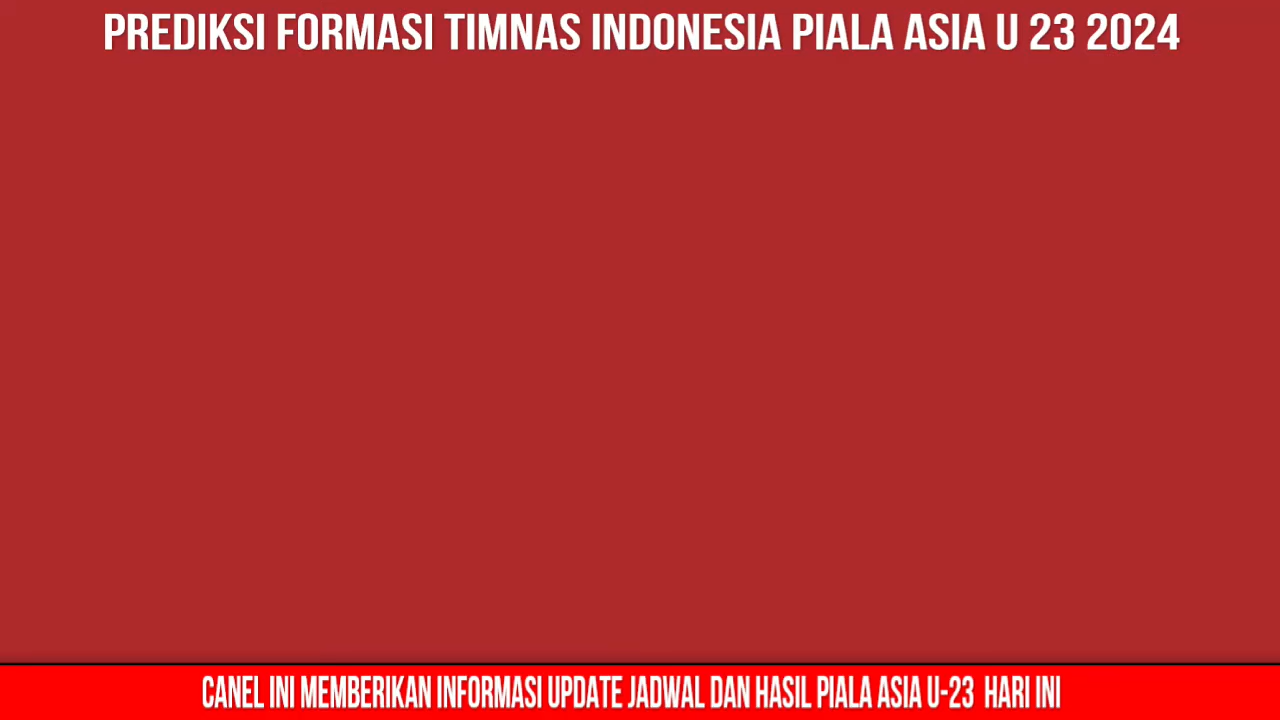 PREDIKSI FORMASI TIMNAS INDONESIA PIALA ASIA U 23 2024
CANEL INI MEMBERIKAN INFORMASI UPDATE JADWAL DAN HASIL PIALA ASIA U-23 HARI INI